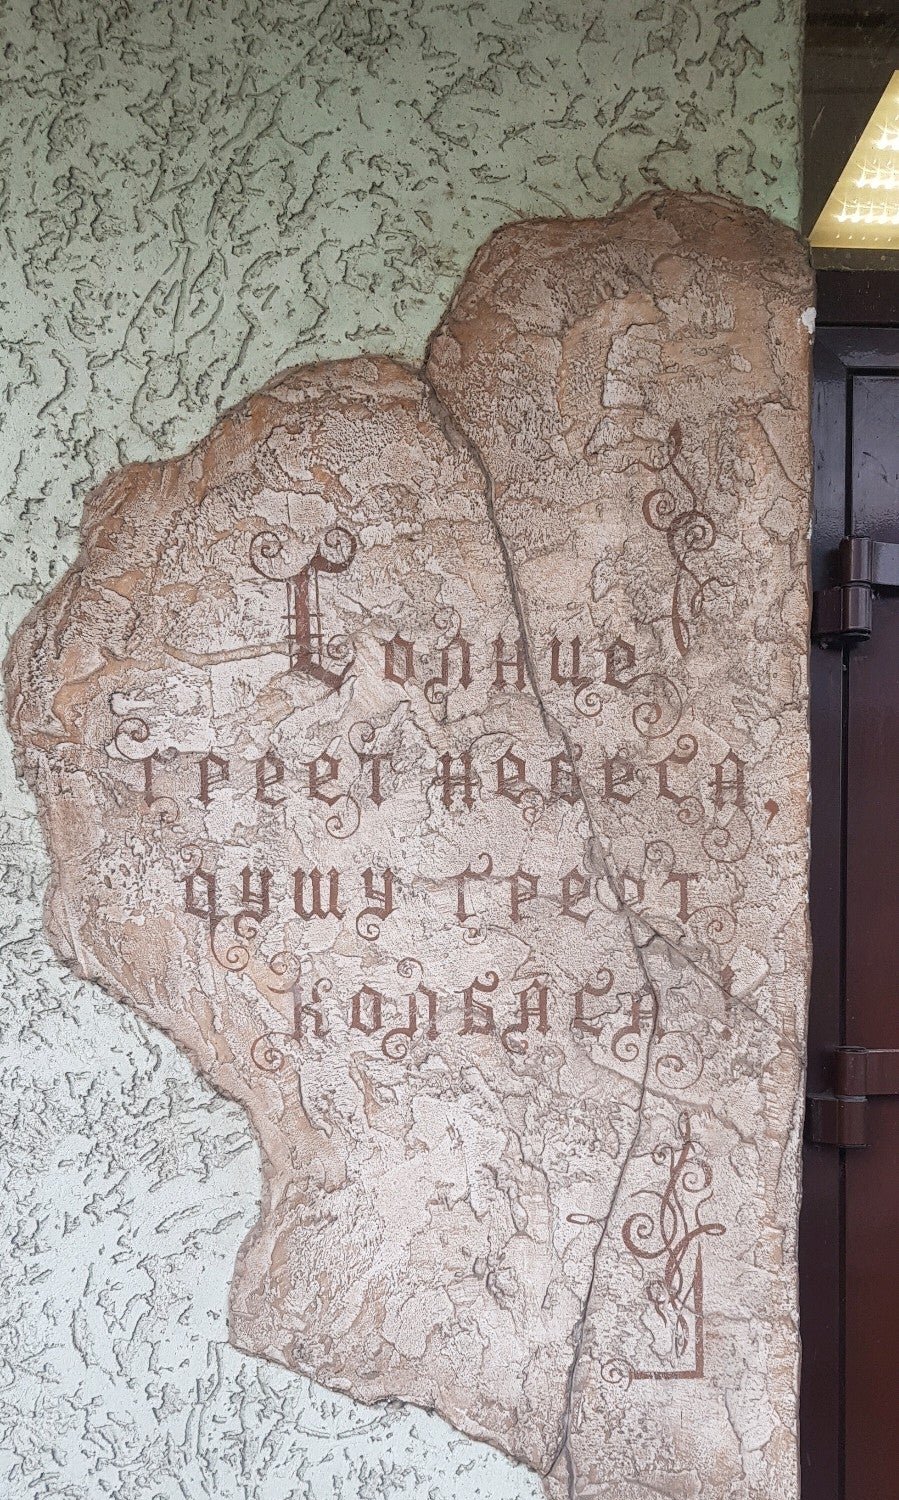 Солнце
греет небеса,
душу греет
колбаса!